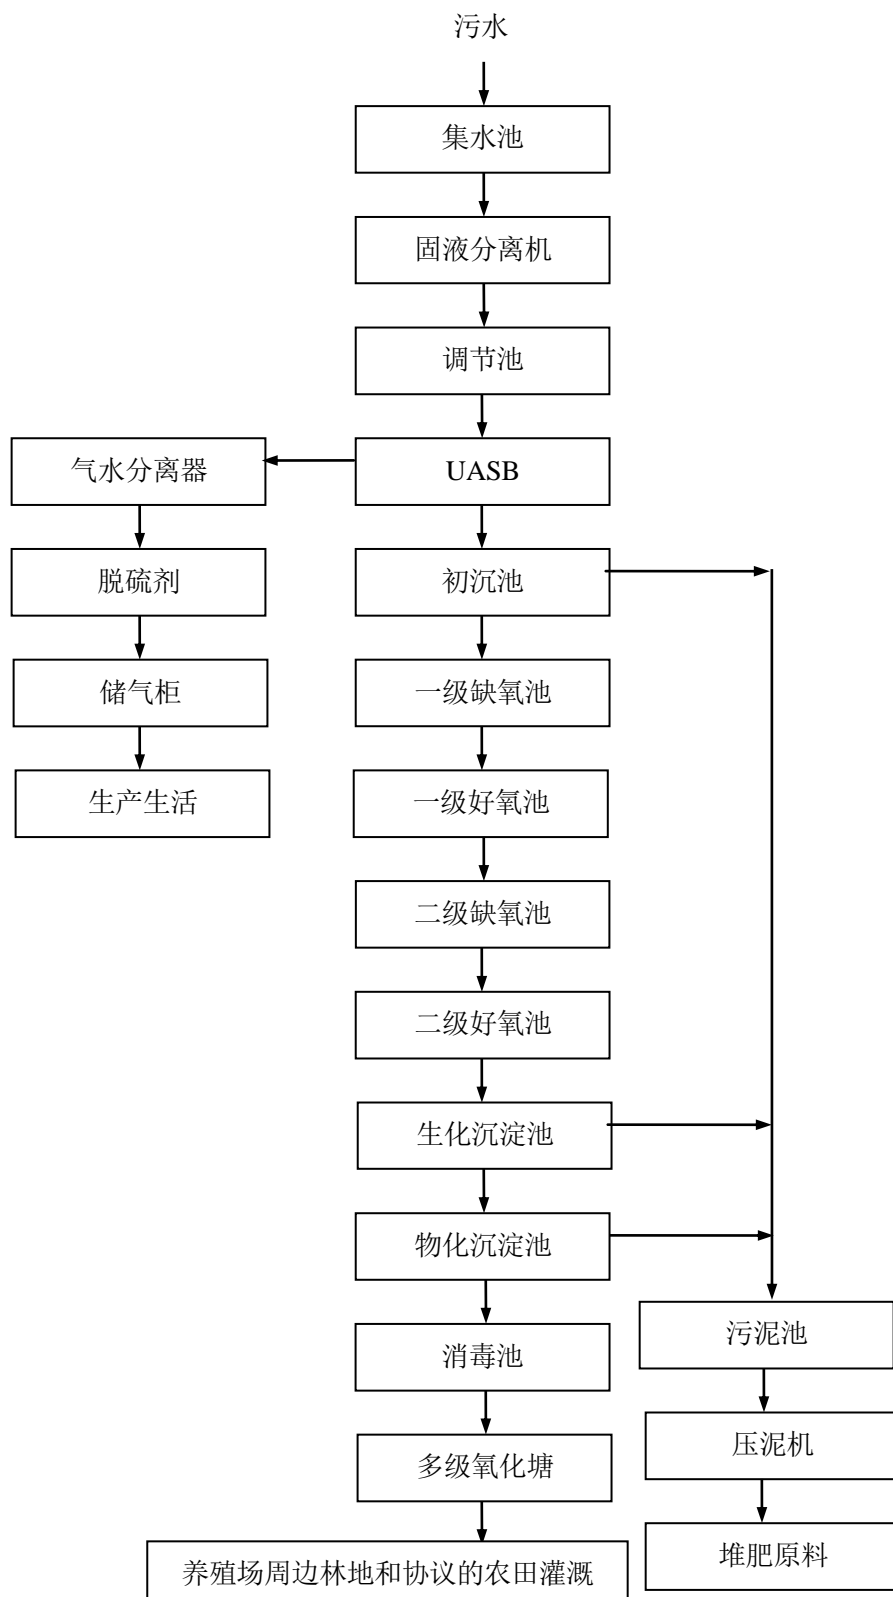 污水
集水池
固液分离机
调节池
气水分离器
UASB
脱硫剂
初沉池
储气柜
一级缺氧池
生产生活
一级好氧池
二级缺氧池
二级好氧池
生化沉淀池
物化沉淀池
污泥池
消毒池
压泥机
多级氧化塘
堆肥原料
养殖场周边林地和协议的农田灌溉